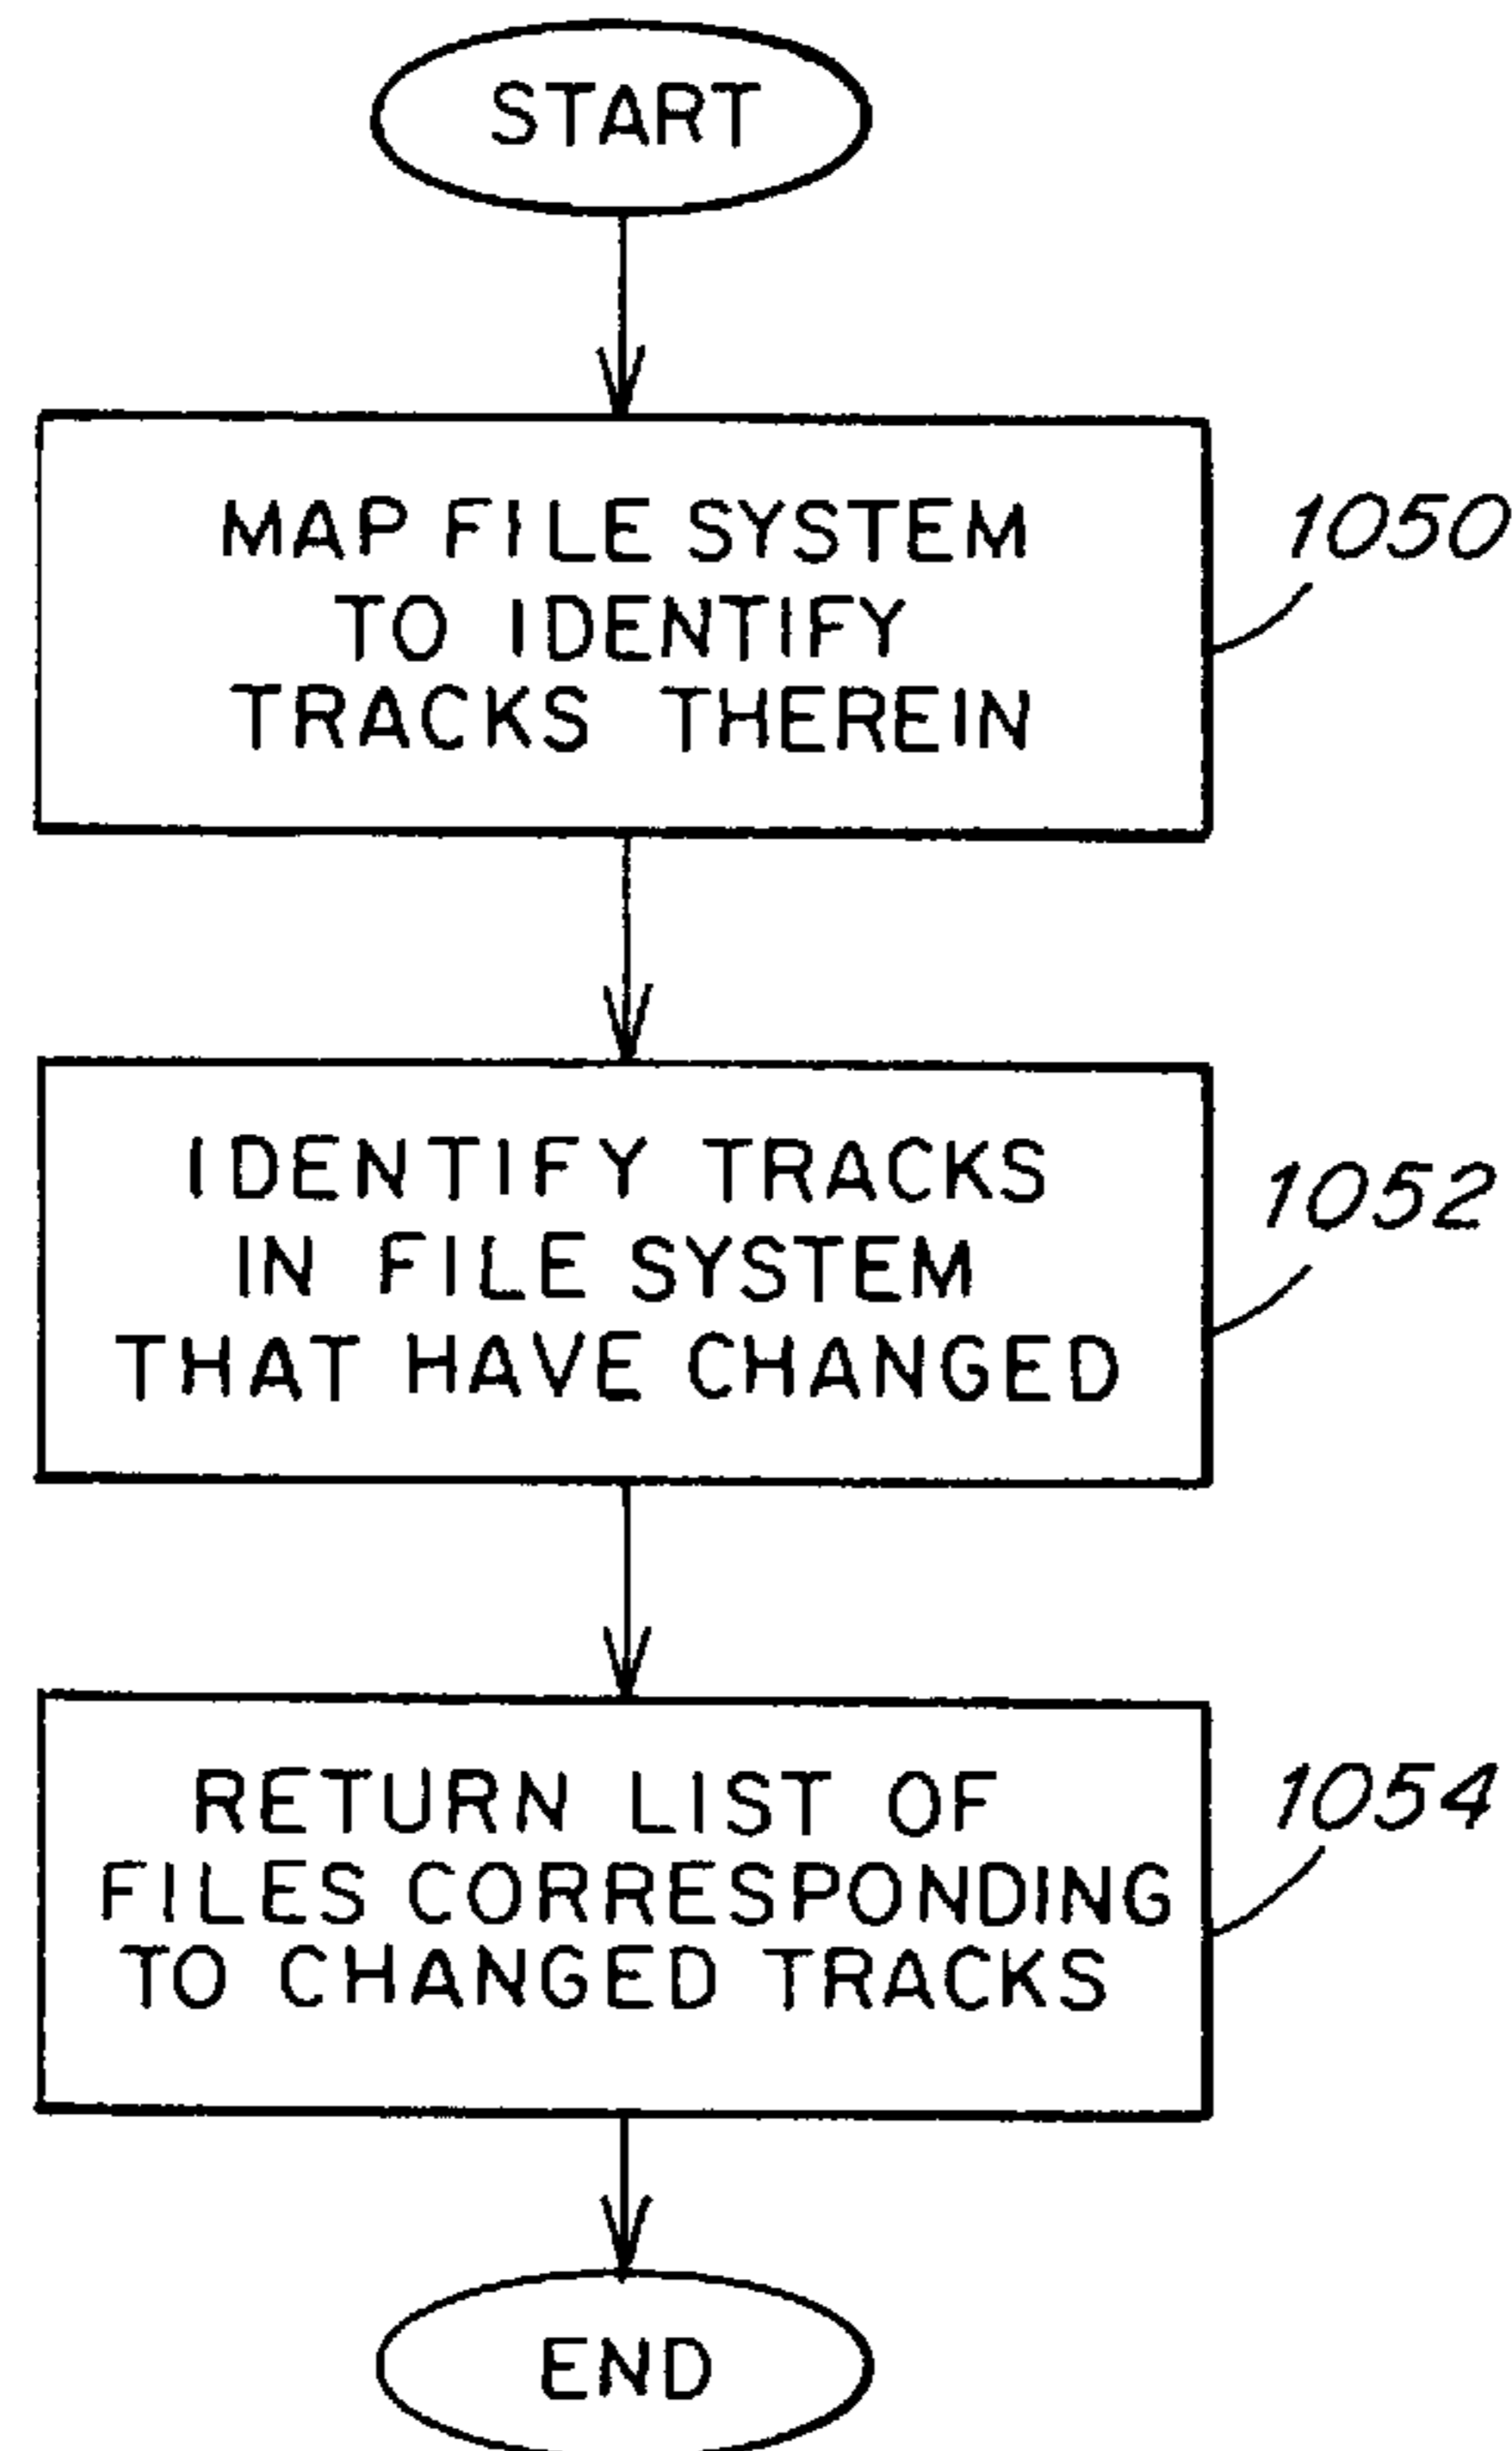 START
MAP FILE SYSTEM
TO IDENTIFY
TRACKS THEREIN
1050
IDENTIFY TRACKS
IN FILE SYSTEM
THAT HAVE CHANGED
1052
RETURN LIST OF
FILES CORRESPONDING
TO CHANGED TRACKS
1054
END